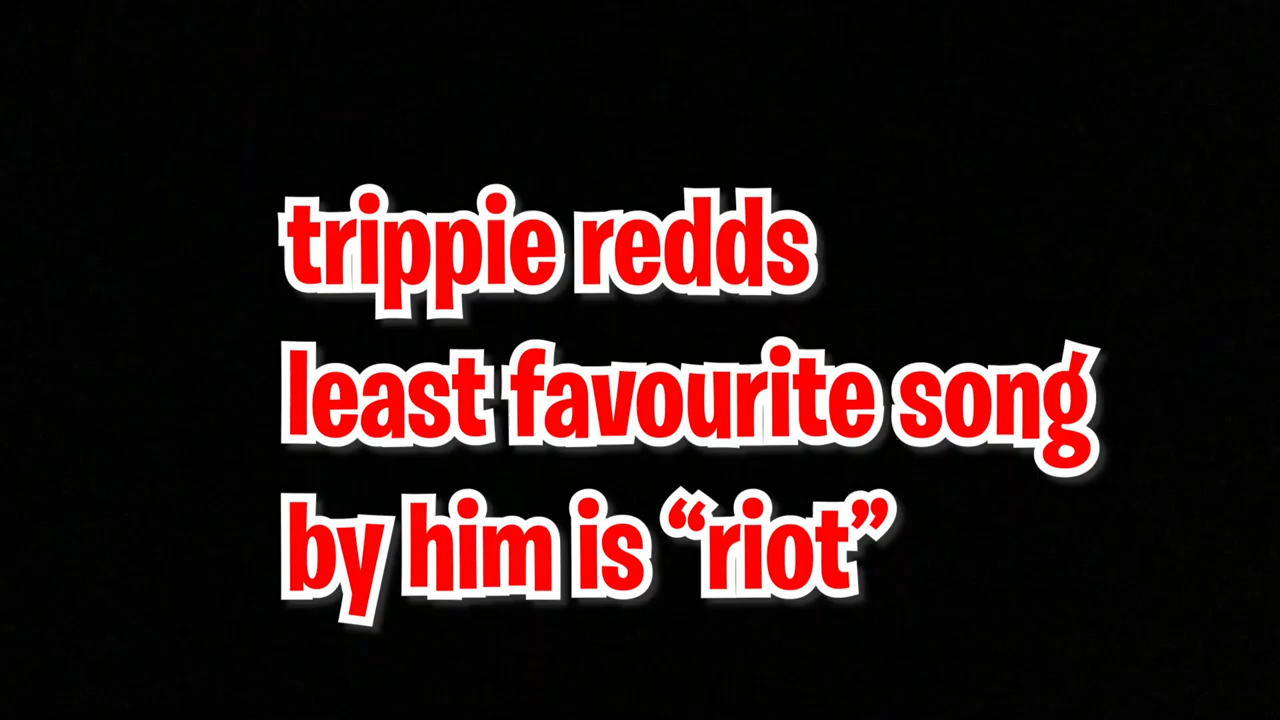 trippie redds
least favourite song
by him is “riot”